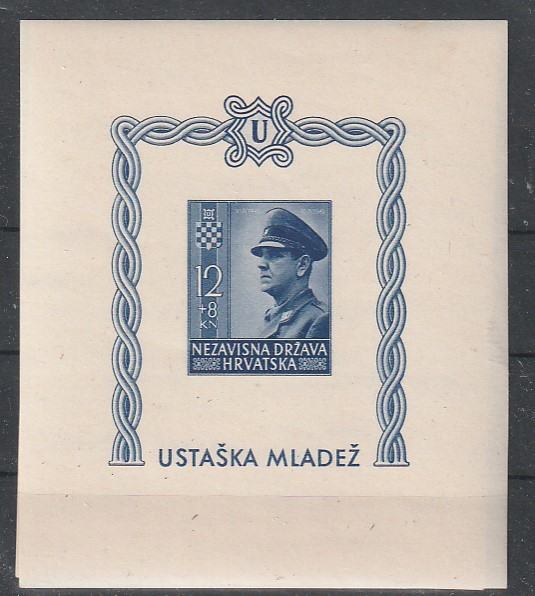 U
12
+8
KN
NEZAVISNA DRŽAVA
HRVATSKA
USTAŠKA MLADEŽ